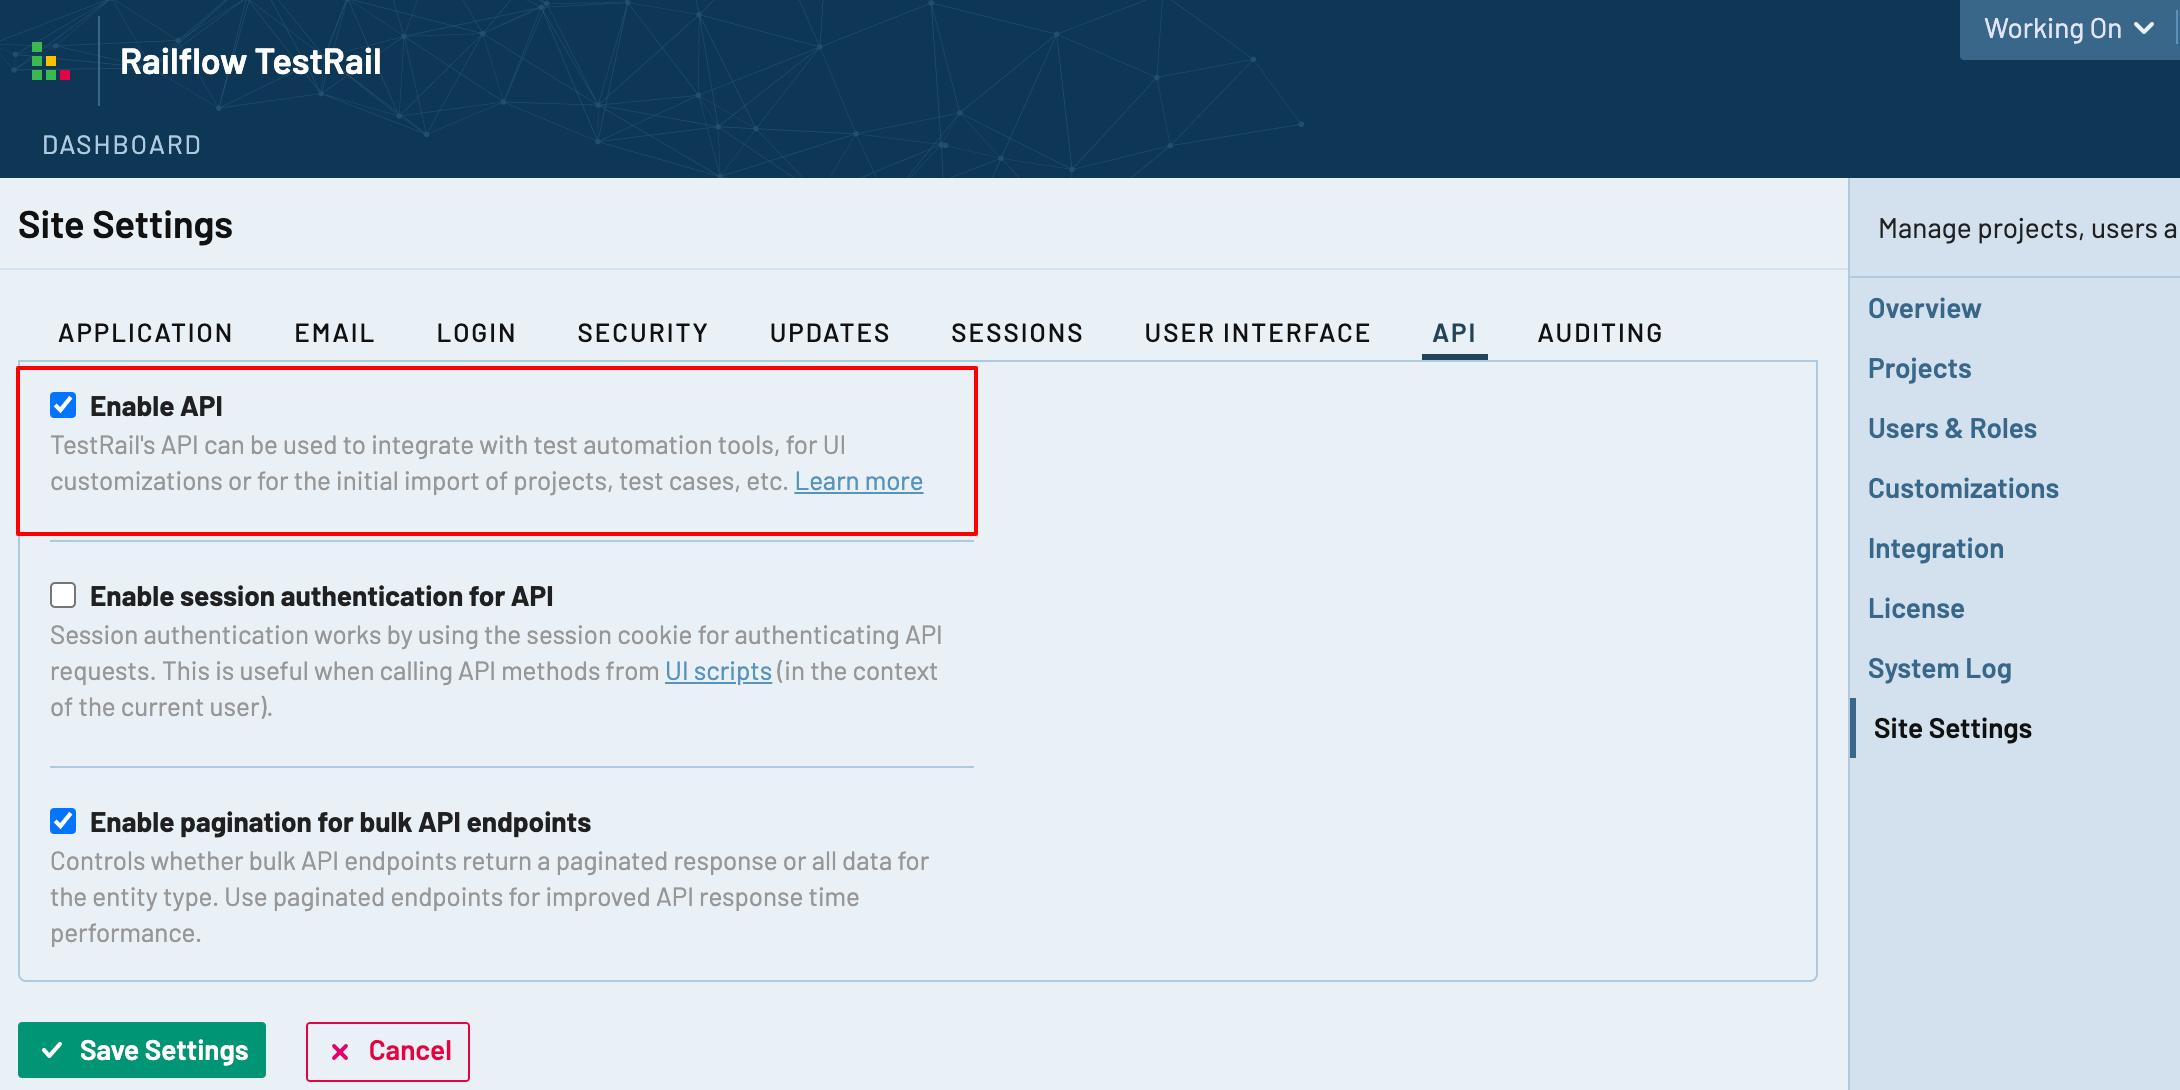 Working On
Railflow TestRail
DASHBOARD
Site Settings
Manage projects, users a
APPLICATION EMAIL LOGIN SECURITY UPDATES SESSIONS USER INTERFACE API AUDITING
Enable API
TestRail's API can be used to integrate with test automation tools, for UI
customizations or for the initial import of projects, test cases, etc. Learn more
Enable session authentication for API
Session authentication works by using the session cookie for authenticating API
requests. This is useful when calling API methods from UI scripts (in the context
of the current user).
Enable pagination for bulk API endpoints
Controls whether bulk API endpoints return a paginated response or all data for
the entity type. Use paginated endpoints for improved API response time
performance.
Save Settings
Cancel
Overview
Projects
Users & Roles
Customizations
Integration
License
System Log
Site Settings